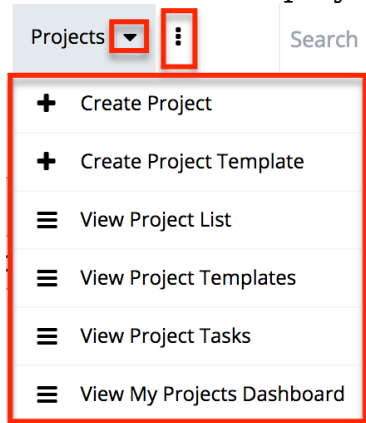 Projects
Search
Create Project
Create Project Template
View Project List
View Project Templates
View Project Tasks
View My Projects Dashboard